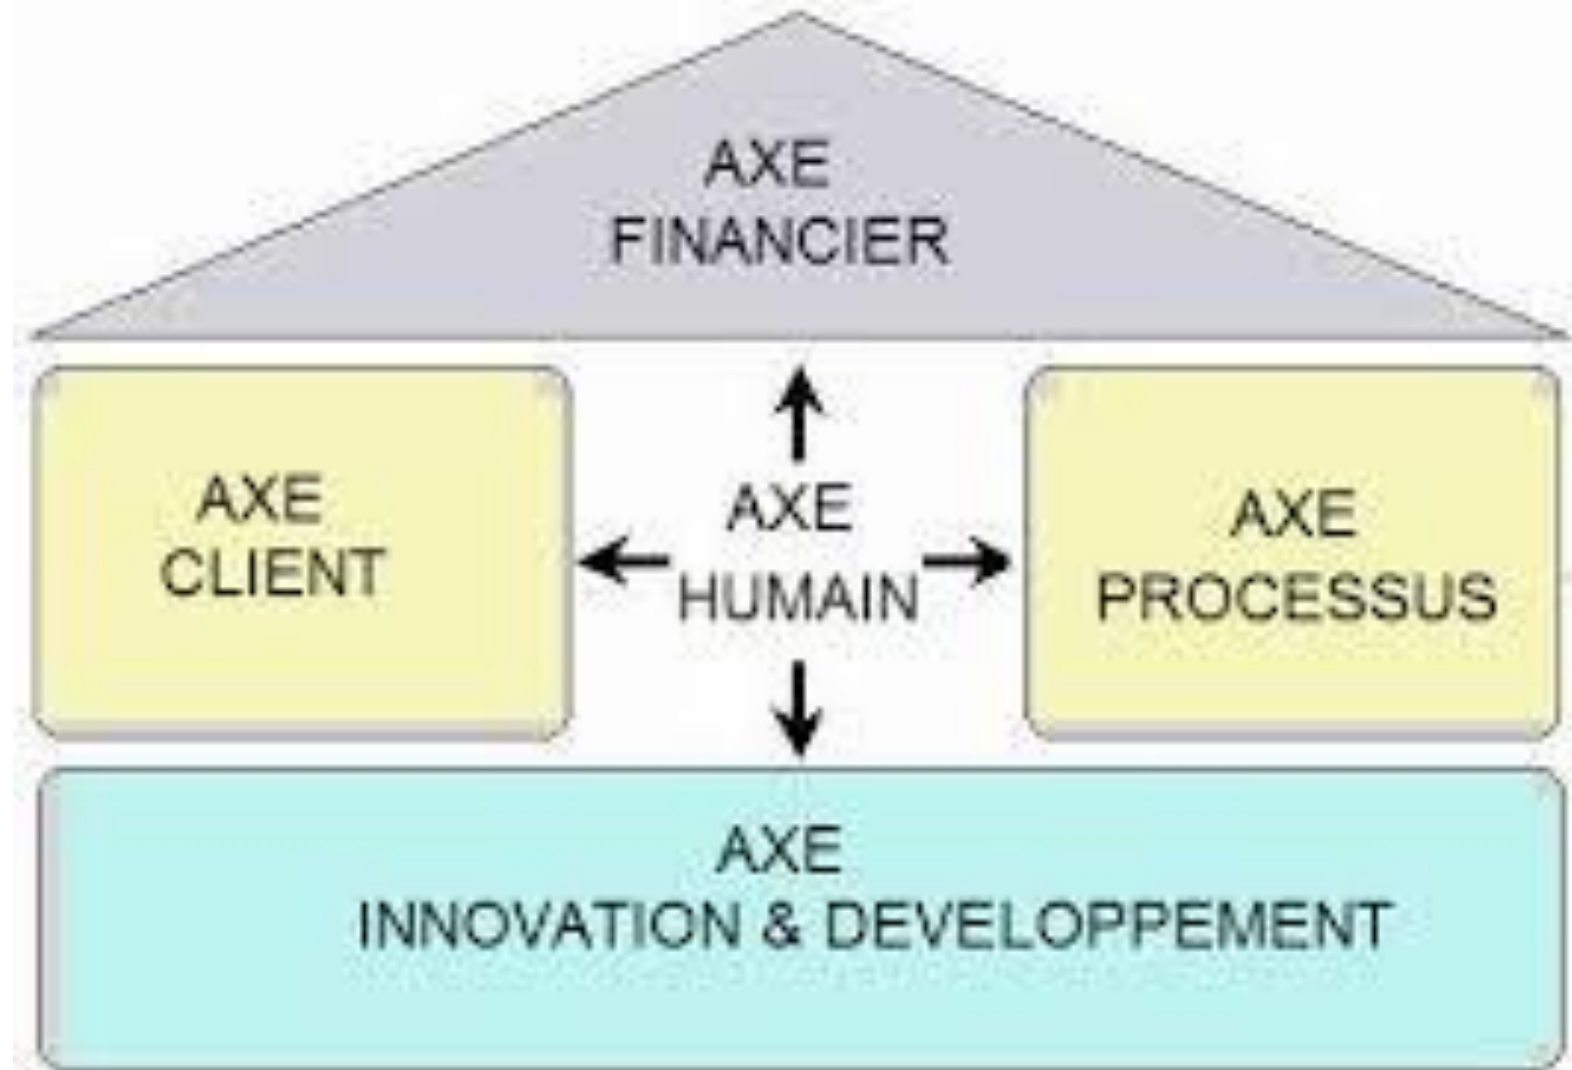 AXE
FINANCIER
AXE
CLIENT
AXE
HUMAIN
AXE
PROCESSUS
AXE
INNOVATION & DEVELOPPEMENT